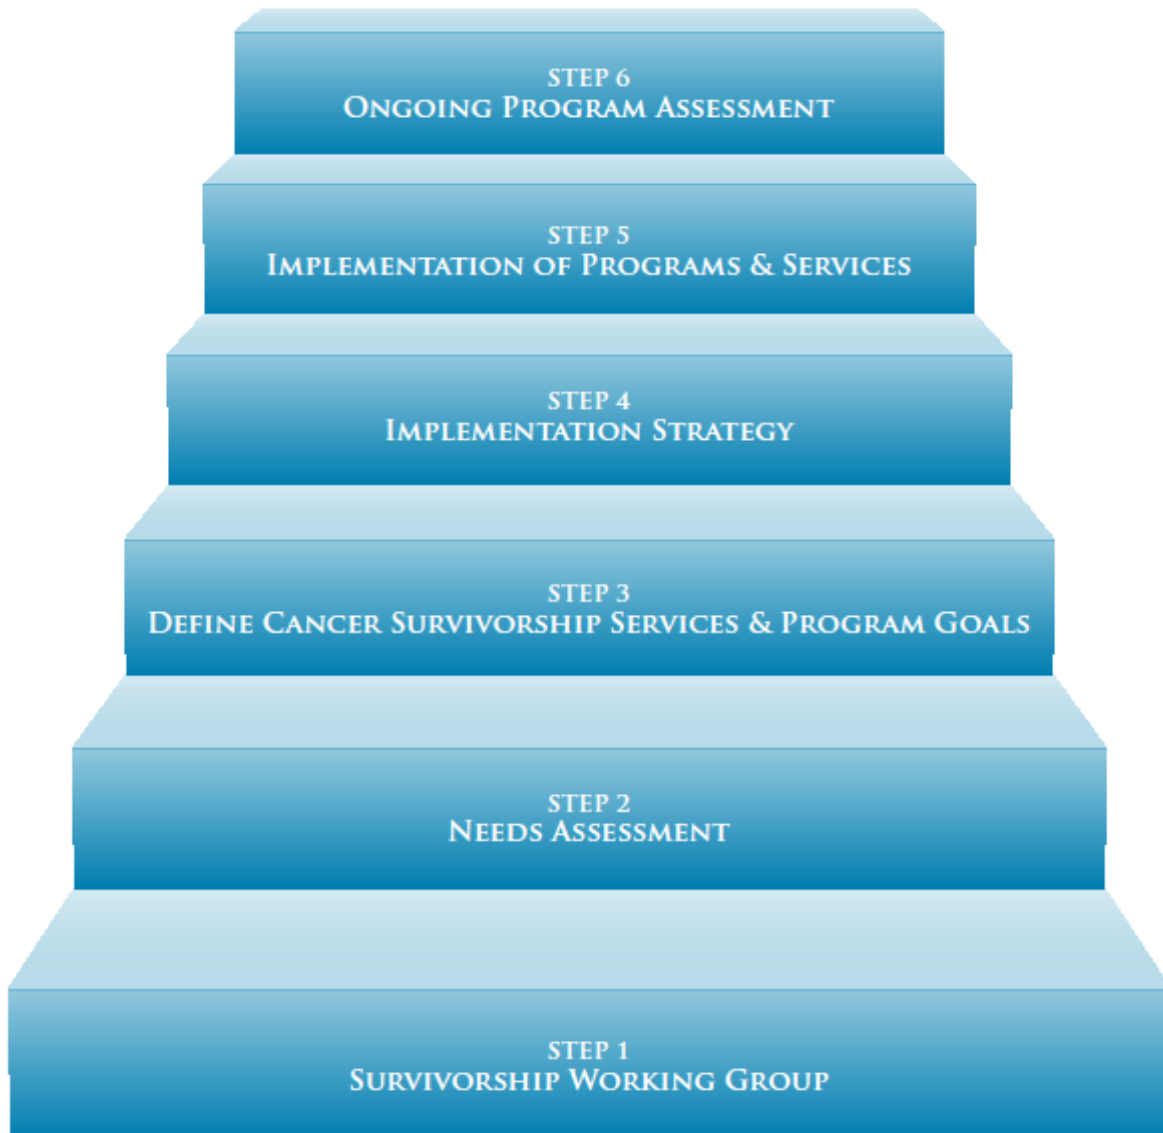 STEP 6
Ongoing Program Assessment
STEP 5
Implementation of Programs & Services
STEP 4
Implementation Strategy
STEP 3
Define Cancer Survivorship Services & Program Goals
STEP 2
Needs Assessment
STEP 1
Survivorship Working Group